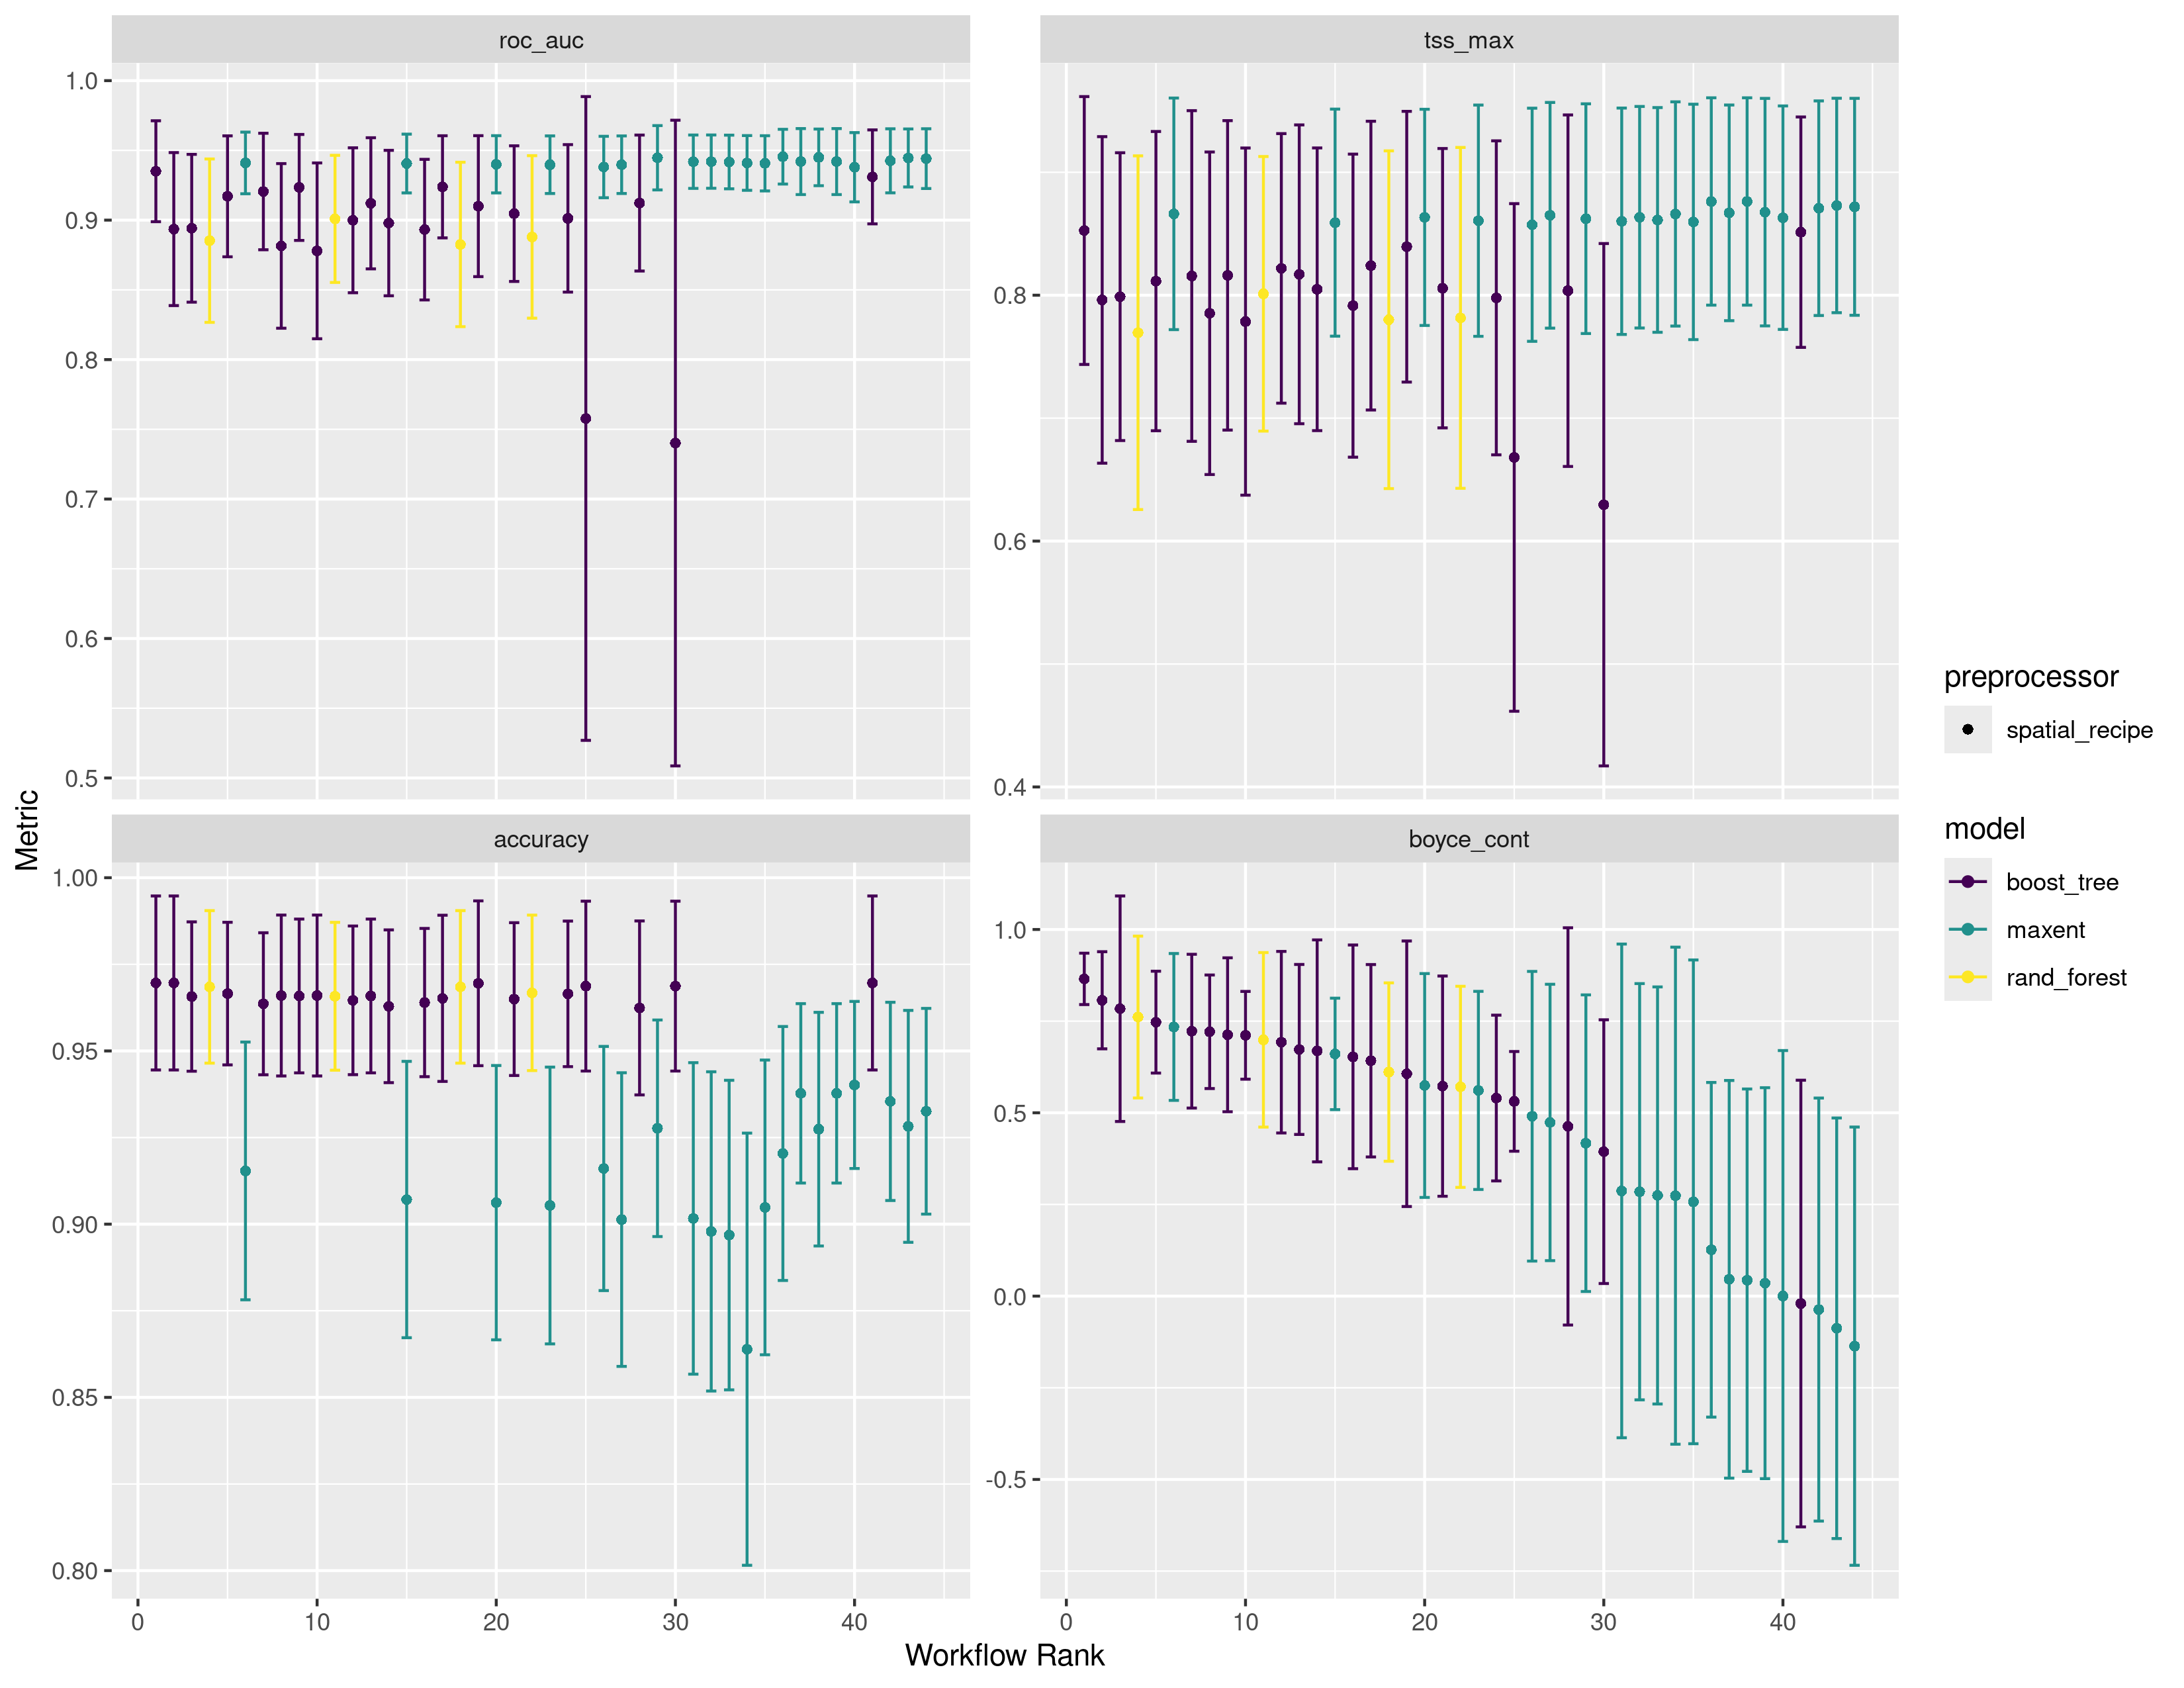 roc_auc
tss_max
1.0
0.9
0.8
0.7
0.6
0.5
0.8
0.6
0.4
accuracy
boyce_cont
1.00
0.95
0.90
0.85
0.80
1.0
0.5
0.0
-0.5
0 10 20 30 40
0 10 20 30 40
Workflow Rank
Metric
preprocessor
spatial_recipe
model
boost_tree
maxent
rand_forest